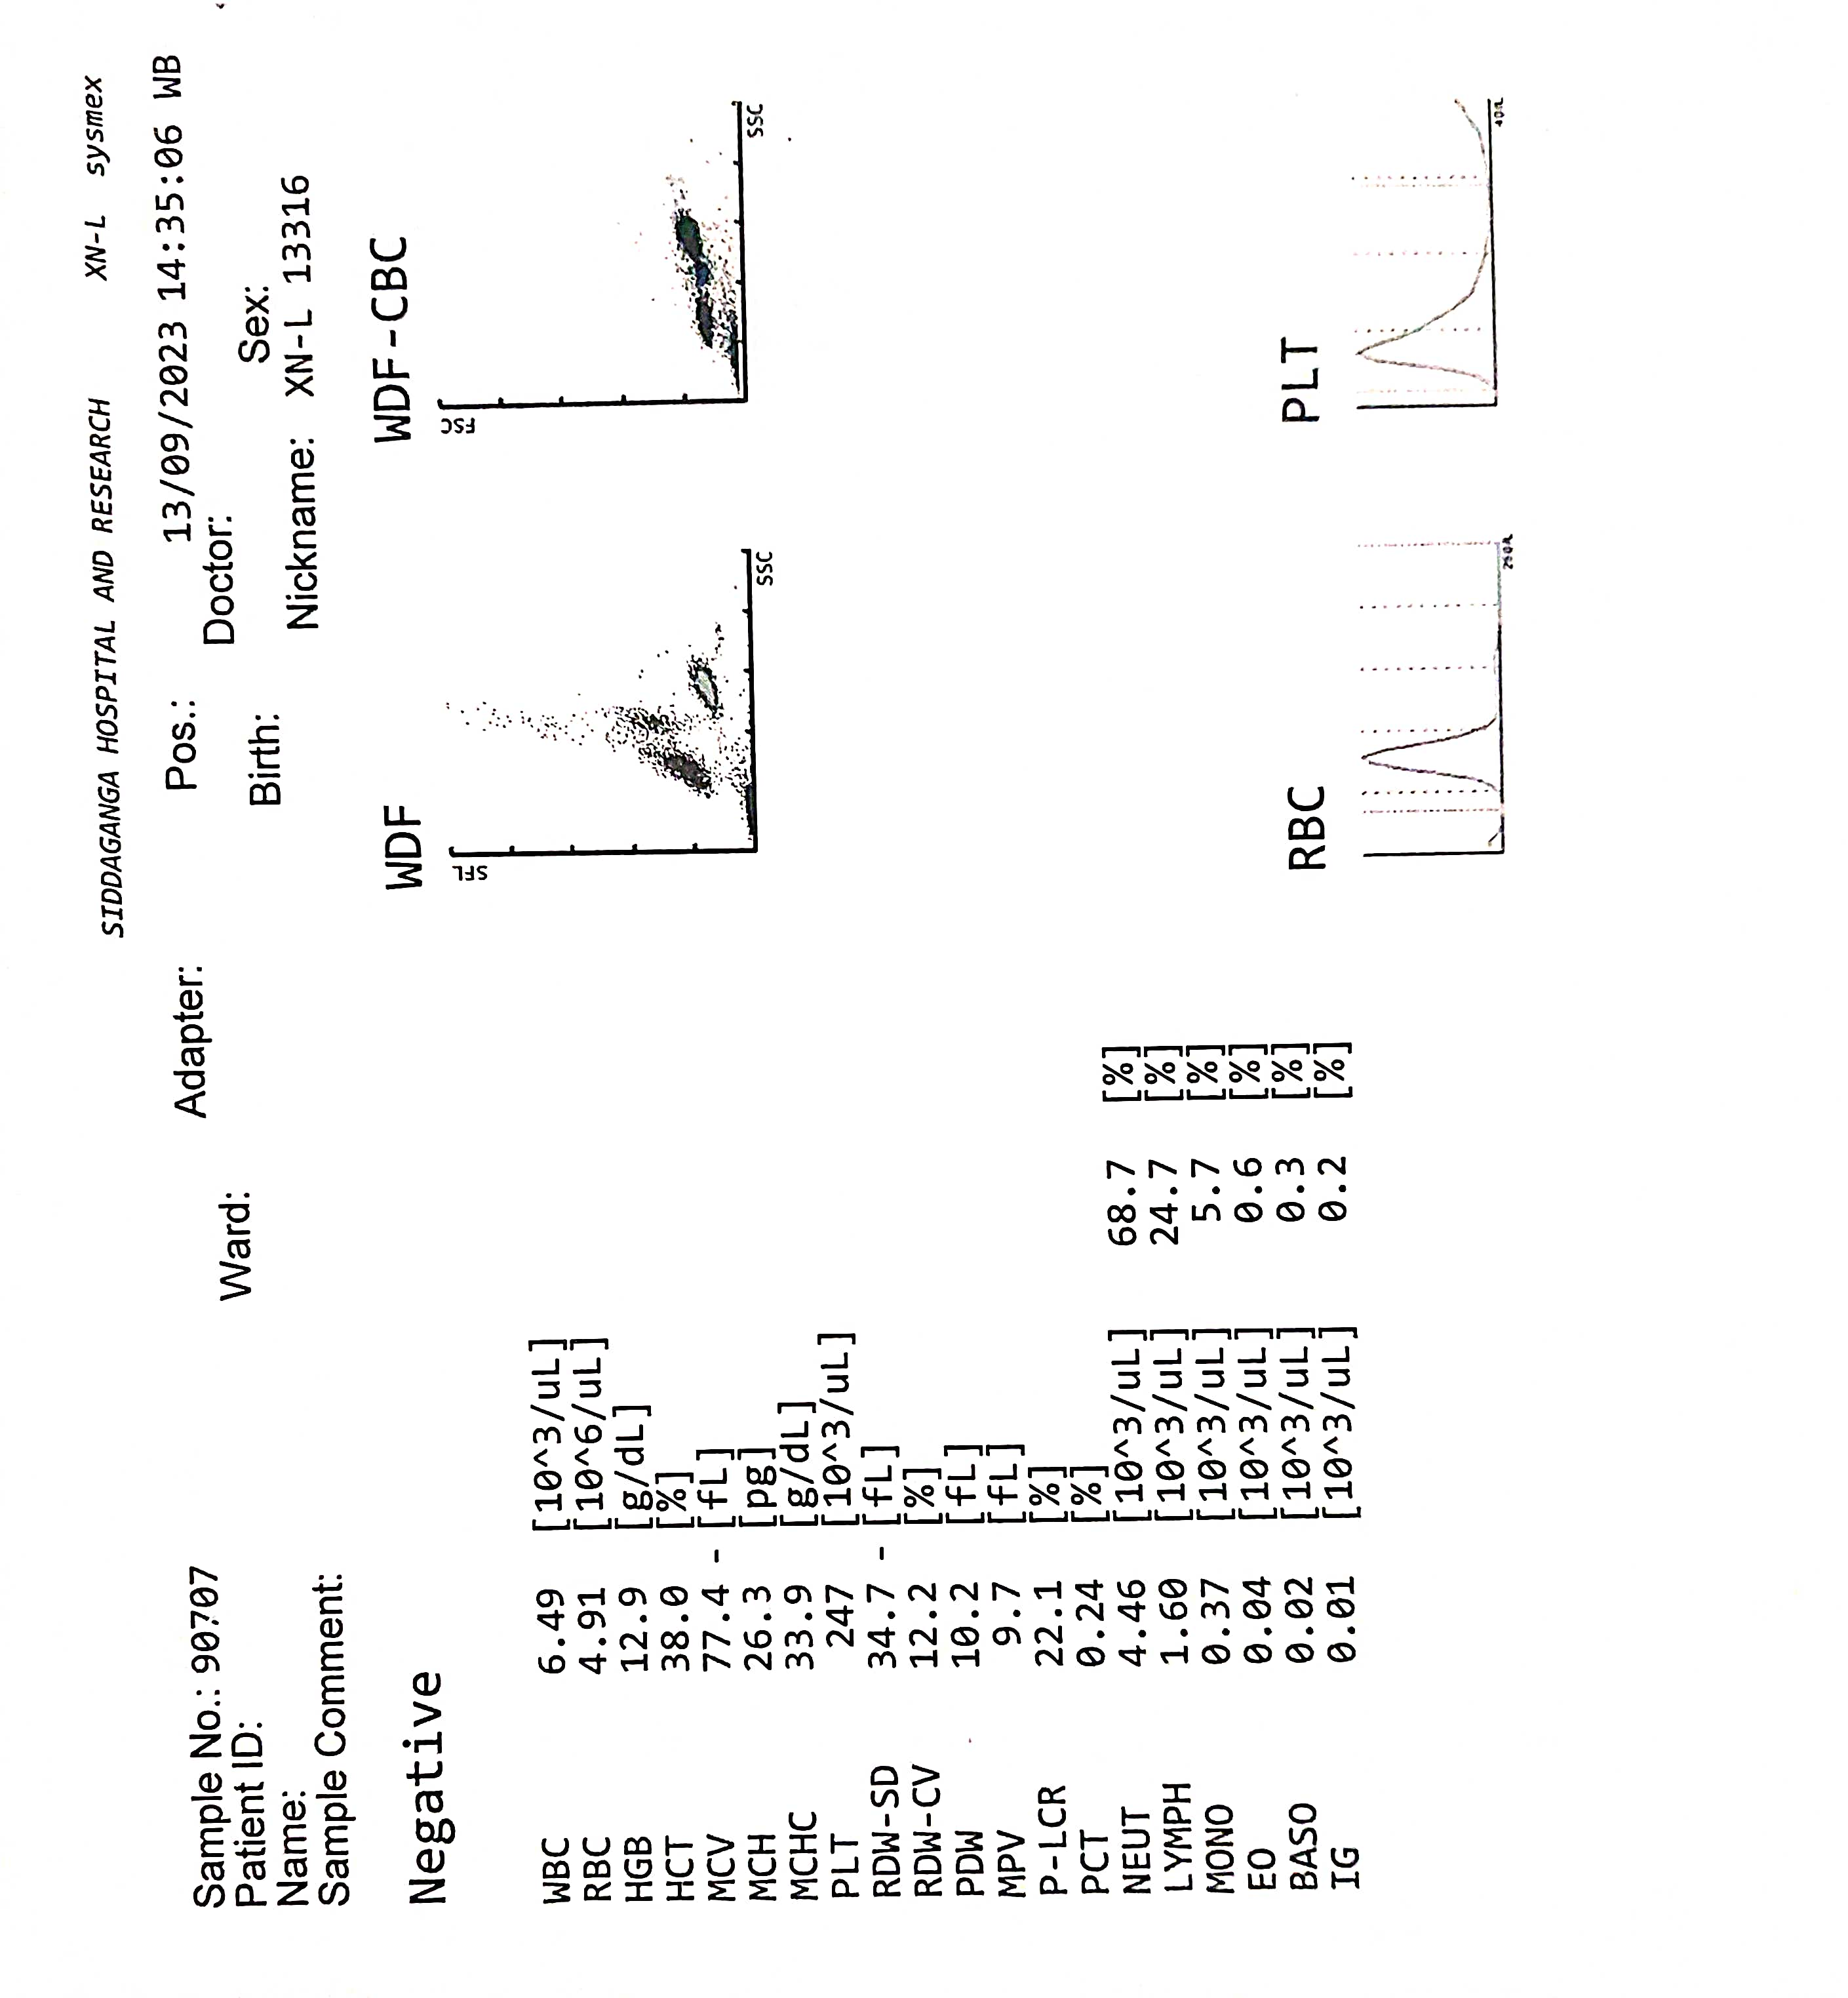 SIDDAGANGA HOSPITAL AND RESEARCH XN-L sysmex
Sample No.: 90707 Adapter: Pos.: 13/09/2023 14:35:06 WB
Patient ID: Ward: Doctor:
Name: Birth: Sex:
Sample Comment: Nickname: XN-L 13316
Negative
WDF
WDF-CBC
SFL
SSC
FSC
SSC
WBC 6.49 [10^3/uL]
RBC 4.91 [10^6/uL]
HGB 12.9 [g/dL]
HCT 38.0 [%]
MCV 77.4 - [fL]
MCH 26.3 [pg]
MCHC 33.9 [g/dL]
PLT 247 [10^3/uL]
RDW-SD 34.7 - [fL]
RDW-CV 12.2 [%]
PDW 10.2 [fL]
MPV 9.7 [fL]
P-LCR 22.1 [%]
PCT 0.24 [%]
NEUT 4.46 [10^3/uL] 68.7 [%]
LYMPH 1.60 [10^3/uL] 24.7 [%]
MONO 0.37 [10^3/uL] 5.7 [%]
EO 0.04 [10^3/uL] 0.6 [%]
BASO 0.02 [10^3/uL] 0.3 [%]
IG 0.01 [10^3/uL] 0.2 [%]
RBC
PLT
250fL
40fL